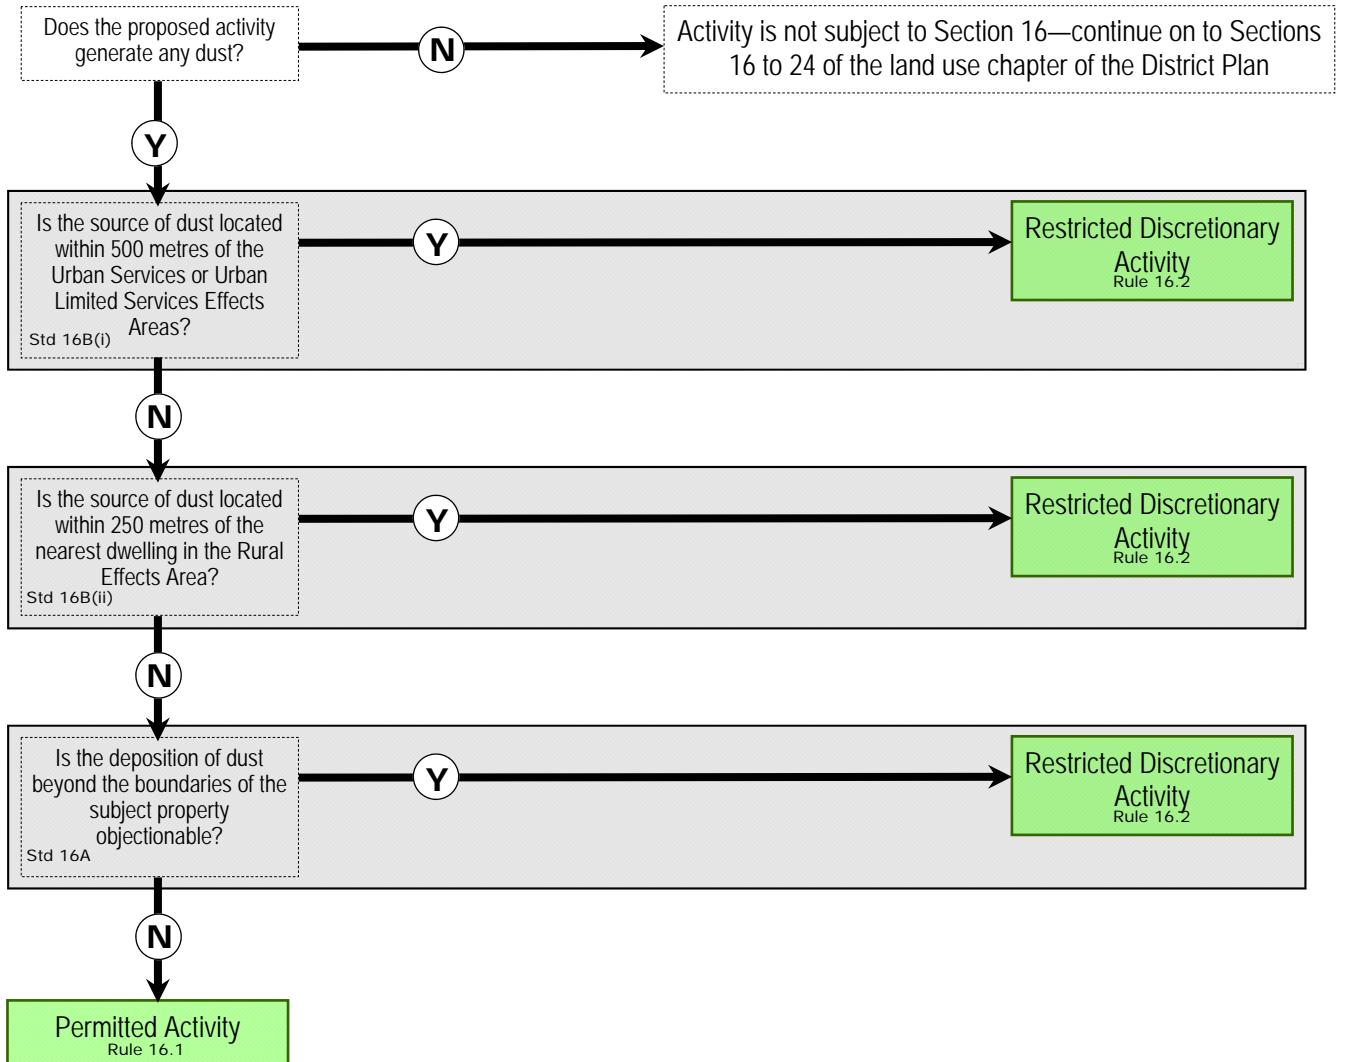 Does the proposed activity
generate any dust?
N
Activity is not subject to Section 16—continue on to Sections
16 to 24 of the land use chapter of the District Plan
Y
Is the source of dust located
within 500 metres of the
Urban Services or Urban
Limited Services Effects
Areas?
Std 16B(i)
Y
Restricted Discretionary
Activity
Rule 16.2
N
Is the source of dust located
within 250 metres of the
nearest dwelling in the Rural
Effects Area?
Std 16B(ii)
Y
Restricted Discretionary
Activity
Rule 16.2
N
Is the deposition of dust
beyond the boundaries of the
subject property
objectionable?
Std 16A
Y
Restricted Discretionary
Activity
Rule 16.2
N
Permitted Activity
Rule 16.1